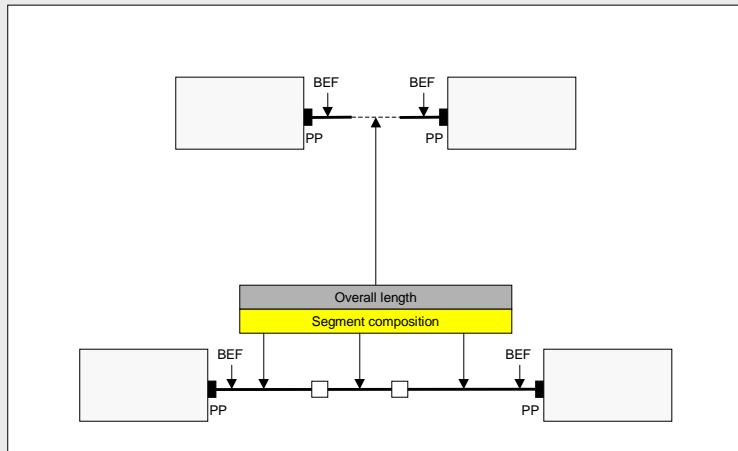 BEF
BEF
PP
PP
Overall length
Segment composition
BEF
BEF
PP
PP